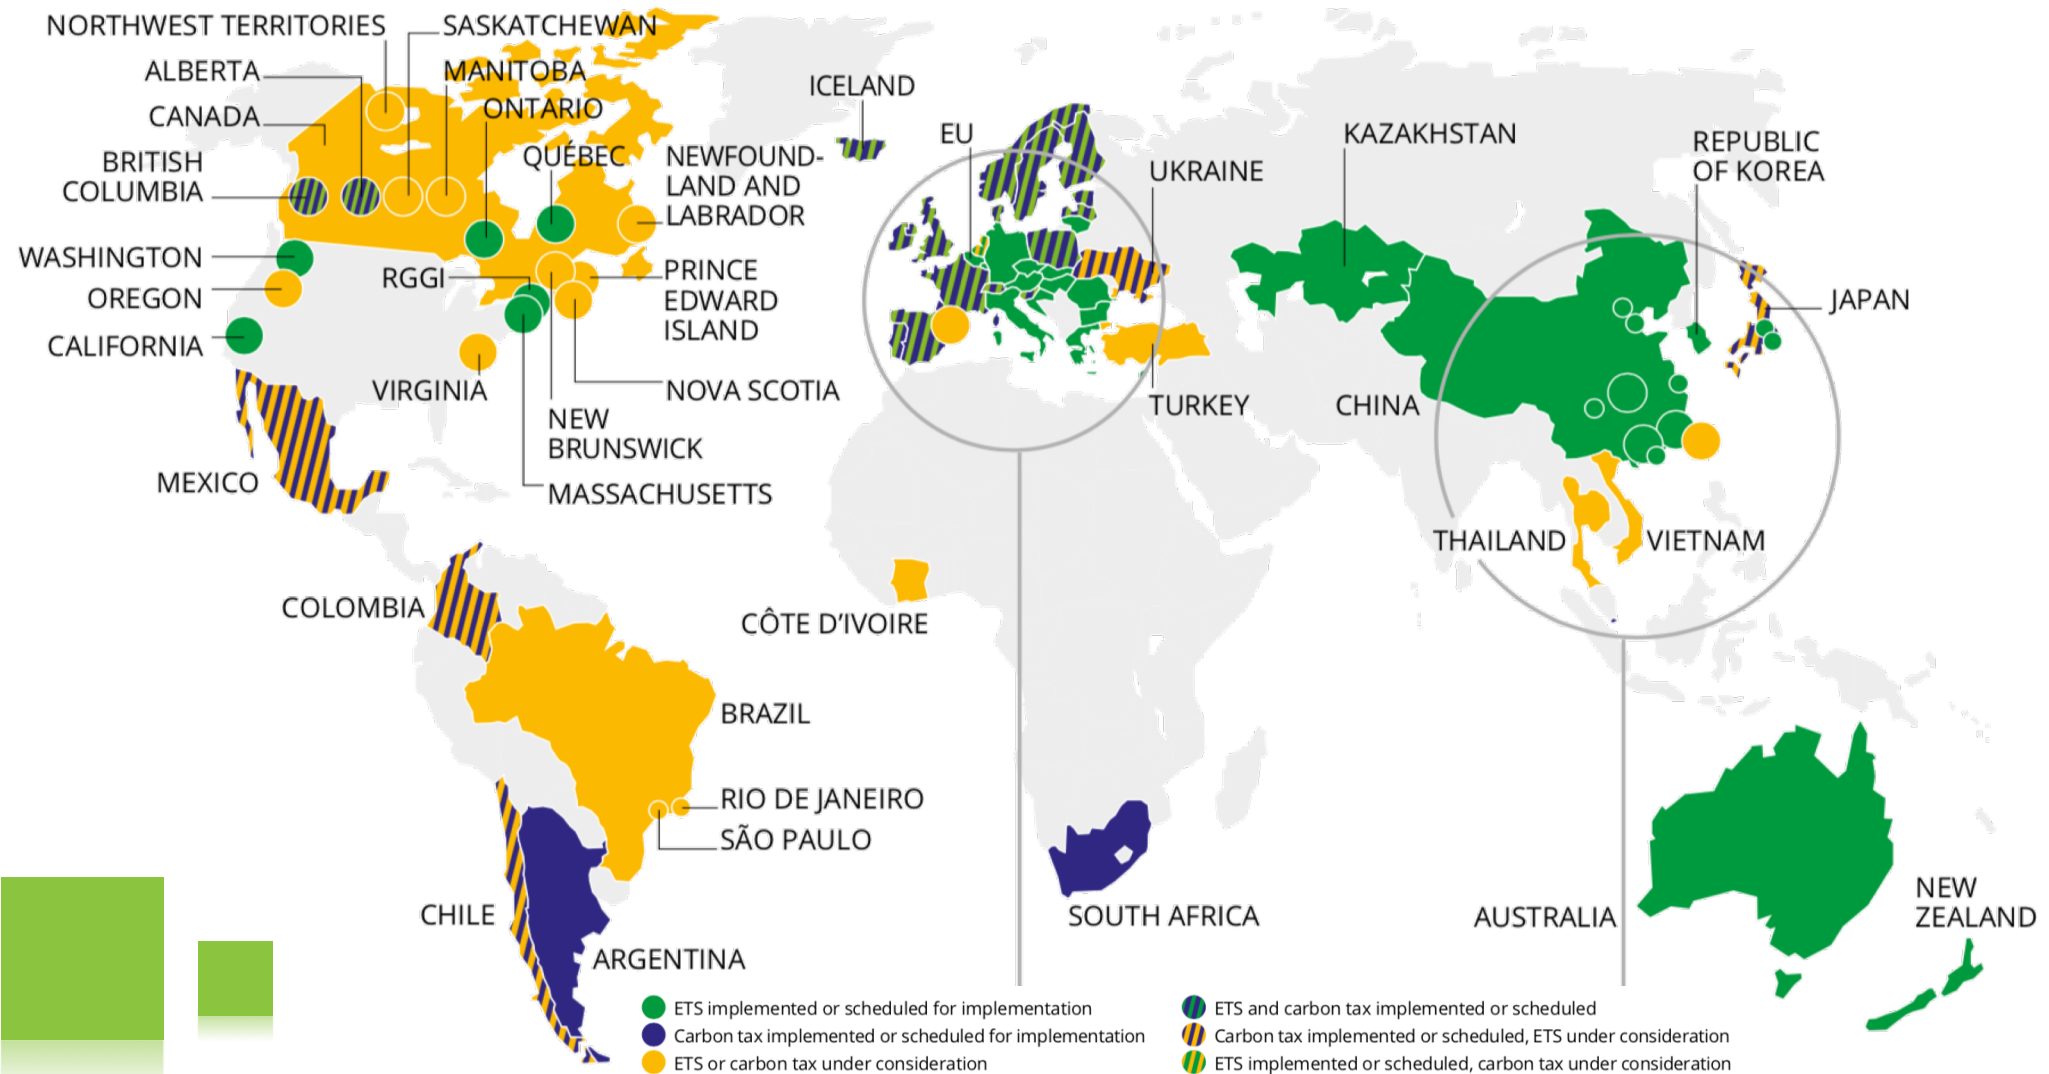 NORTHWEST TERRITORIES
SASKATCHEWAN
ALBERTA
MANITOBA
CANADA
ONTARIO
BRITISH
COLUMBIA
QUÉBEC
NEWFOUND-
LAND AND
LABRADOR
WASHINGTON
OREGON
CALIFORNIA
RGGI
PRINCE
EDWARD
ISLAND
VIRGINIA
NOVA SCOTIA
NEW
BRUNSWICK
MASSACHUSETTS
MEXICO
ICELAND
EU
UKRAINE
KAZAKHSTAN
REPUBLIC
OF KOREA
JAPAN
TURKEY
CHINA
THAILAND
VIETNAM
COLOMBIA
CÔTE D’IVOIRE
BRAZIL
RIO DE JANEIRO
SÃO PAULO
CHILE
ARGENTINA
SOUTH AFRICA
AUSTRALIA
NEW
ZEALAND
ETS implemented or scheduled for implementation
Carbon tax implemented or scheduled for implementation
ETS or carbon tax under consideration
ETS and carbon tax implemented or scheduled
Carbon tax implemented or scheduled, ETS under consideration
ETS implemented or scheduled, carbon tax under consideration